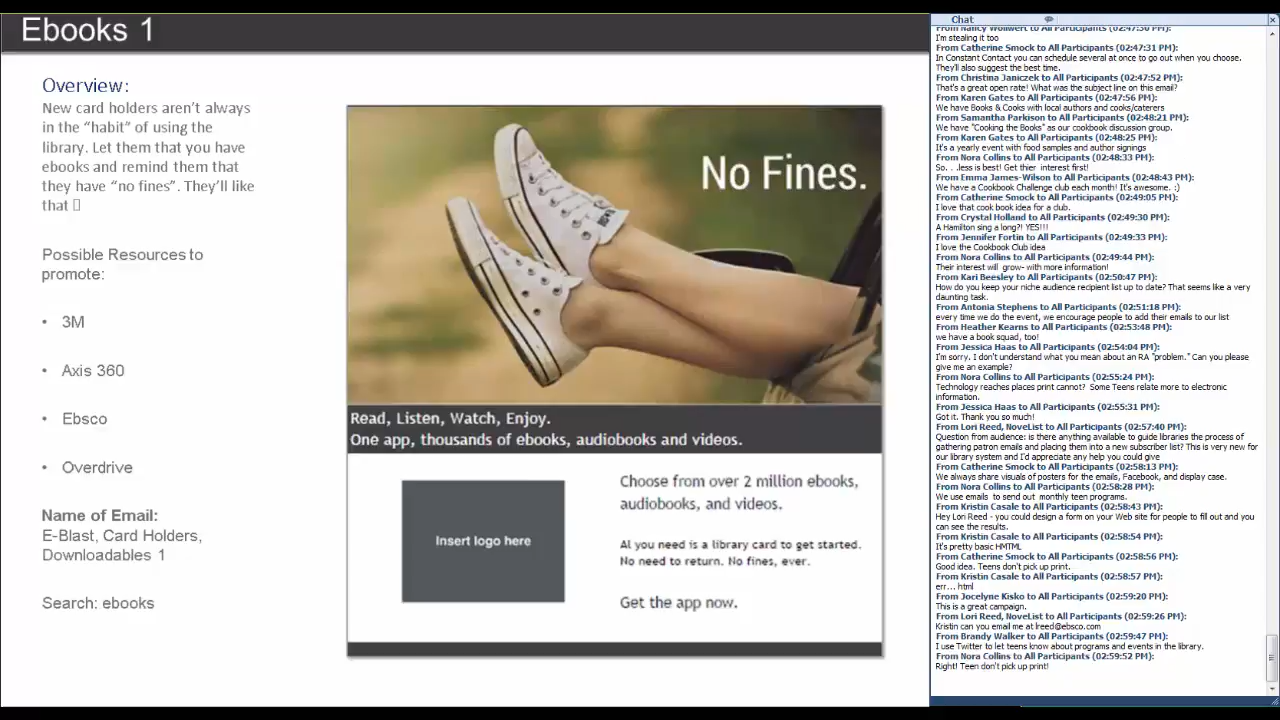 Ebooks 1
Overview:
New card holders aren't always
in the "habit" of using the
library. Let them that you have
ebooks and remind them that
they have "no fines". They'll like
that
Possible Resources to
promote:
• 3M
• Axis 360
• Ebsco
• Overdrive
Name of Email:
E-Blast, Card Holders,
Downloadables 1
Search: ebooks
No Fines.
Read, Listen, Watch, Enjoy.
One app, thousands of ebooks, audiobooks and videos.
Insert logo here
Choose from over 2 million ebooks,
audiobooks, and videos.
Al you need is a library card to get started.
No need to return. No fines, ever.
Get the app now.
Chat
From Nancy Wollwert to All Participants (02:47:30 PM):
I'm stealing it too
From Catherine Smock to All Participants (02:47:31 PM):
In Constant Contact you can schedule several at once to go out when you choose.
They'll also suggest the best time.
From Christina Janiczek to All Participants (02:47:52 PM):
That's a great open rate! What was the subject line on this email?
From Karen Gates to All Participants (02:47:56 PM):
We have Books & Cooks with local authors and cooks/caterers
From Samantha Parkison to All Participants (02:48:21 PM):
We have "Cooking the Books" as our cookbook discussion group.
From Karen Gates to All Participants (02:48:25 PM):
It's a yearly event with food samples and author signings
From Nora Collins to All Participants (02:48:33 PM):
So. . .less is best! Get thier interest first!
From Emma James-Wilson to All Participants (02:48:43 PM):
We have a Cookbook Challenge club each month! It's awesome. :)
From Catherine Smock to All Participants (02:49:05 PM):
I love that cook book idea for a club.
From Crystal Holland to All Participants (02:49:30 PM):
A Hamilton sing a long?! YES!!!
From Jennifer Fortin to All Participants (02:49:33 PM):
I love the Cookbook Club idea
From Nora Collins to All Participants (02:49:44 PM):
Their interest will grow- with more information!
From Kari Beesley to All Participants (02:50:47 PM):
How do you keep your niche audience recipient list up to date? That seems like a very
daunting task.
From Antonia Stephens to All Participants (02:51:18 PM):
every time we do the event, we encourage people to add their emails to our list
From Heather Kearns to All Participants (02:53:48 PM):
we have a book squad, too!
From Jessica Haas to All Participants (02:54:04 PM):
I'm sorry. I don't understand what you mean about an RA "problem." Can you please
give me an example?
From Nora Collins to All Participants (02:55:24 PM):
Technology reaches places print cannot? Some Teens relate more to electronic
information.
From Jessica Haas to All Participants (02:55:31 PM):
Got it. Thank you so much!
From Lori Reed, NoveList to All Participants (02:57:40 PM):
Question from audience: is there anything available to guide libraries the process of
gathering patron emails and placing them into a new subscriber list? This is very new for
our library system and I'd appreciate any help you could give
From Catherine Smock to All Participants (02:58:13 PM):
We always share visuals of posters for the emails, Facebook, and display case.
From Nora Collins to All Participants (02:58:28 PM):
We use emails to send out monthly teen programs.
From Kristin Casale to All Participants (02:58:43 PM):
Hey Lori Reed - you could design a form on your Web site for people to fill out and you
can see the results.
From Kristin Casale to All Participants (02:58:54 PM):
It's pretty basic HMTML
From Catherine Smock to All Participants (02:58:56 PM):
Good idea. Teens don't pick up print.
From Kristin Casale to All Participants (02:58:57 PM):
err... html
From Jocelyne Kisko to All Participants (02:59:20 PM):
This is a great campaign.
From Lori Reed, NoveList to All Participants (02:59:26 PM):
Kristin can you email me at lreed@ebsco.com
From Brandy Walker to All Participants (02:59:47 PM):
I use Twitter to let teens know about programs and events in the library.
From Nora Collins to All Participants (02:59:52 PM):
Right! Teen don't pick up print!